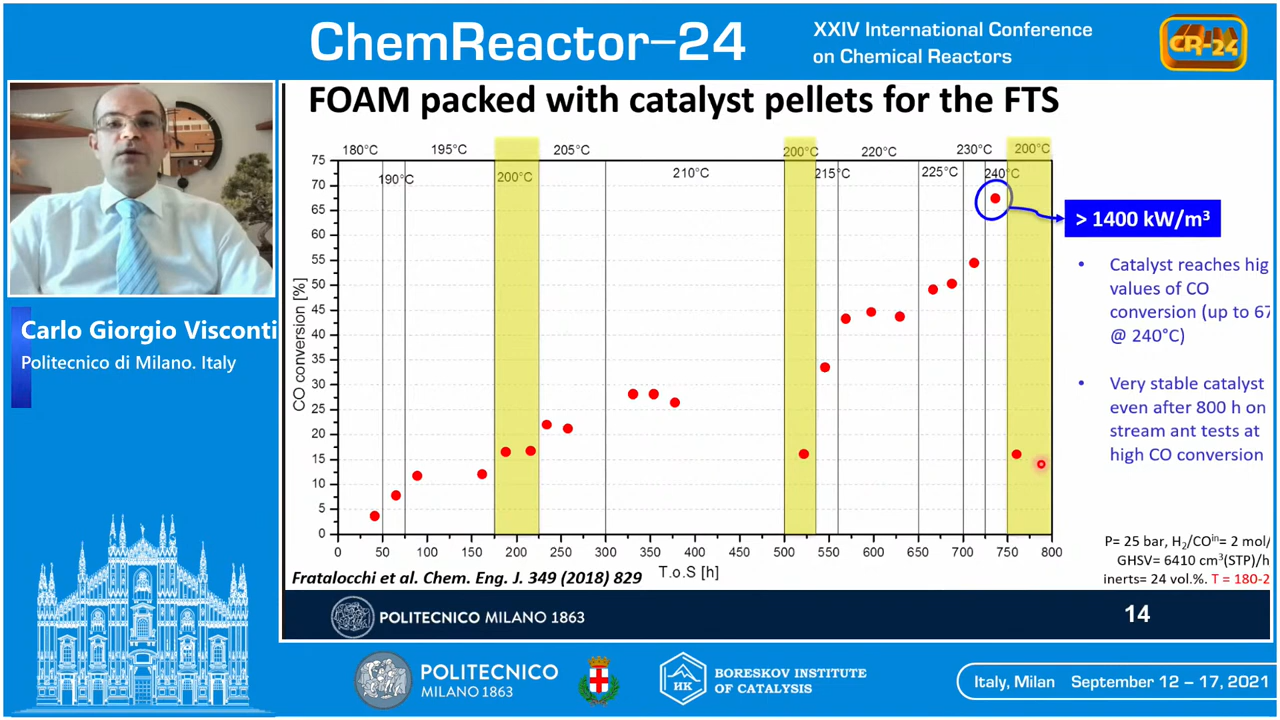 ChemReactor-24
XXIV International Conference
on Chemical Reactors
CR-24
FOAM packed with catalyst pellets for the FTS
180°C
195°C
205°C
200°C
220°C
230°C
200°C
190°C
200°C
210°C
215°C
225°C
240°C
75
70
65
60
55
50
45
40
35
30
25
20
15
10
5
0
CO conversion [%]
0
50
100
150
200
250
300
350
400
450
500
550
600
650
700
750
800
T.o.S [h]
> 1400 kW/m³
• Catalyst reaches hig
values of CO
conversion (up to 67
@ 240°C)
• Very stable catalyst
even after 800 h on
stream ant tests at
high CO conversion
P= 25 bar, H₂/COⁱⁿ= 2 mol/
GHSV= 6410 cm³(STP)/h
inerts= 24 vol.%. T = 180-2
Fratalocchi et al. Chem. Eng. J. 349 (2018) 829
POLITECNICO MILANO 1863
14
Carlo Giorgio Visconti
Politecnico di Milano. Italy
POLITECNICO
MILANO 1863
НК
BORESKOV INSTITUTE
OF CATALYSIS
Italy, Milan September 12 – 17, 2021